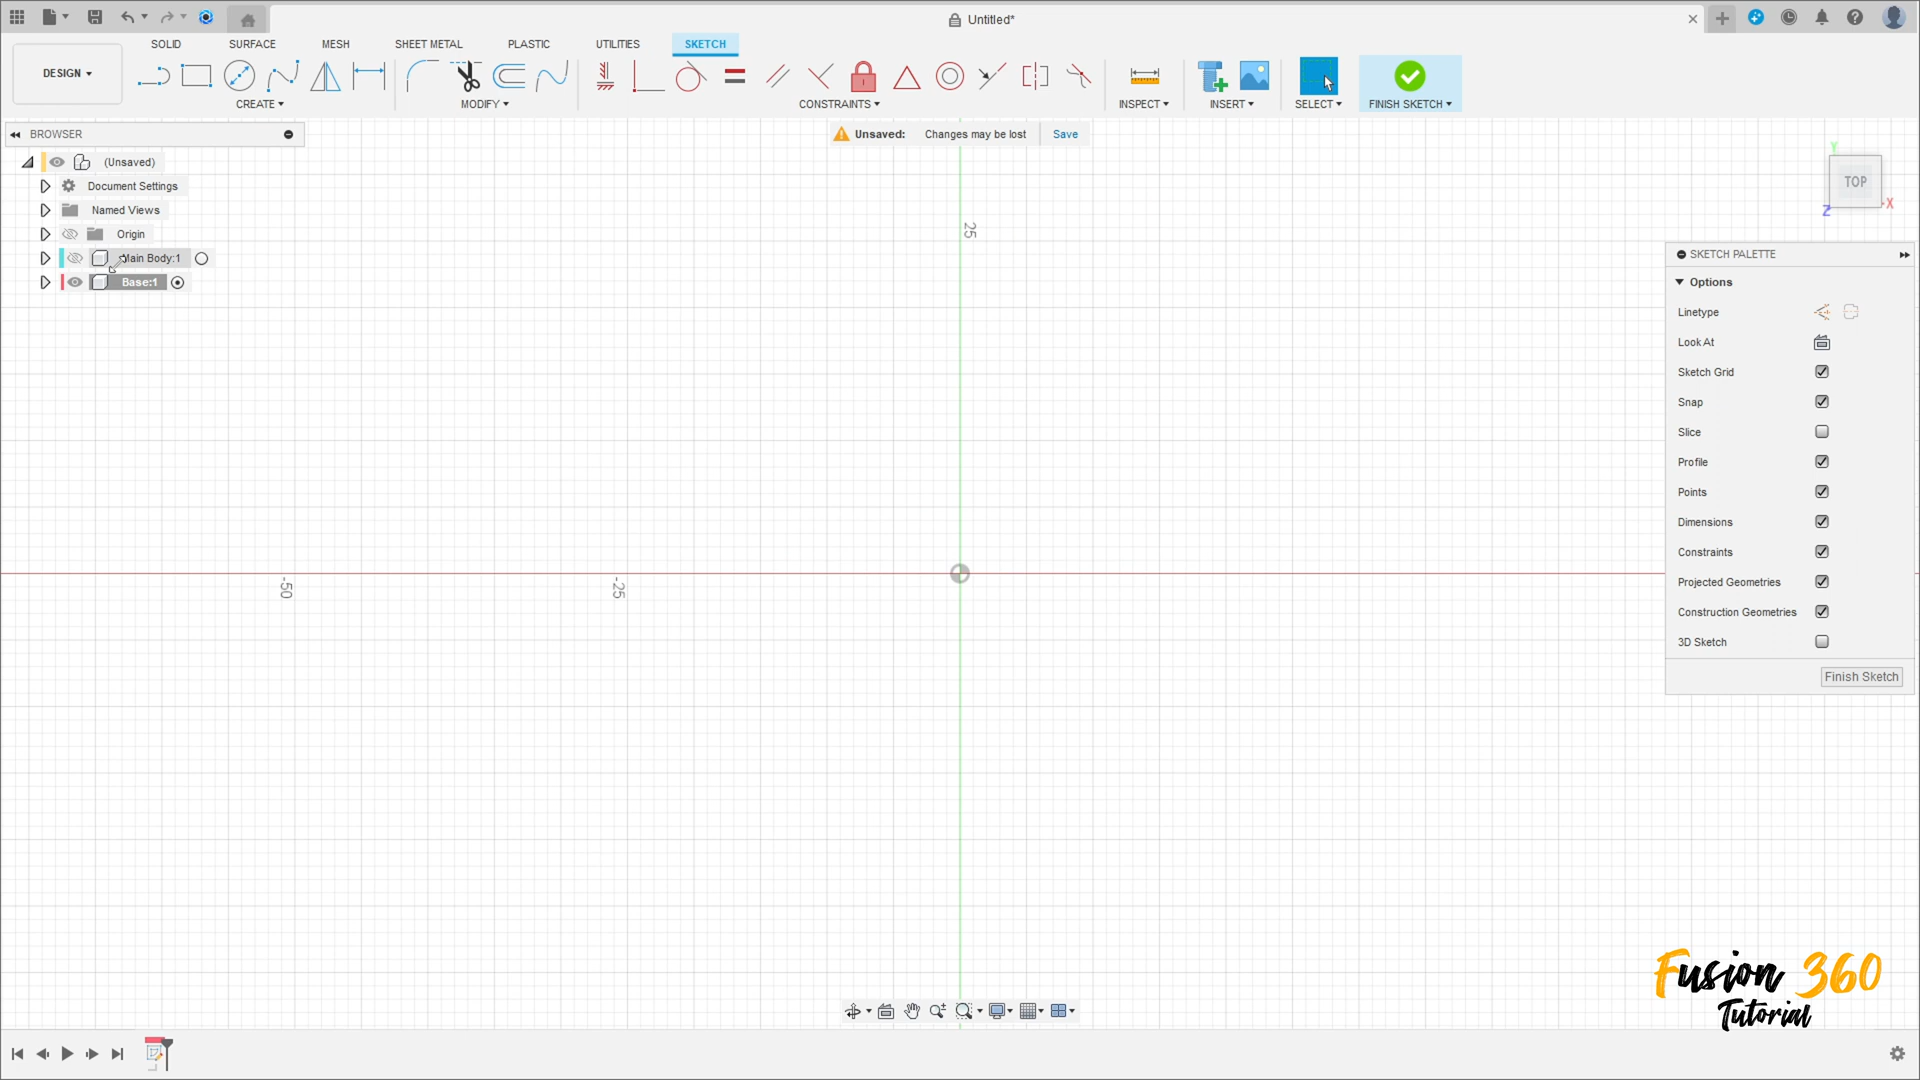 Untitled*
SOLID
SURFACE
MESH
SHEET METAL
PLASTIC
UTILITIES
SKETCH
DESIGN
CREATE
MODIFY
CONSTRAINTS
INSPECT
INSERT
SELECT
FINISH SKETCH
BROWSER
Unsaved: Changes may be lost Save
(Unsaved)
Document Settings
Named Views
Origin
Main Body:1
Base:1
25
-50
-25
Y
TOP
Z
X
SKETCH PALETTE
Options
Linetype
Look At
Sketch Grid
Snap
Slice
Profile
Points
Dimensions
Constraints
Projected Geometries
Construction Geometries
3D Sketch
Finish Sketch
Fusion 360
Tutorial